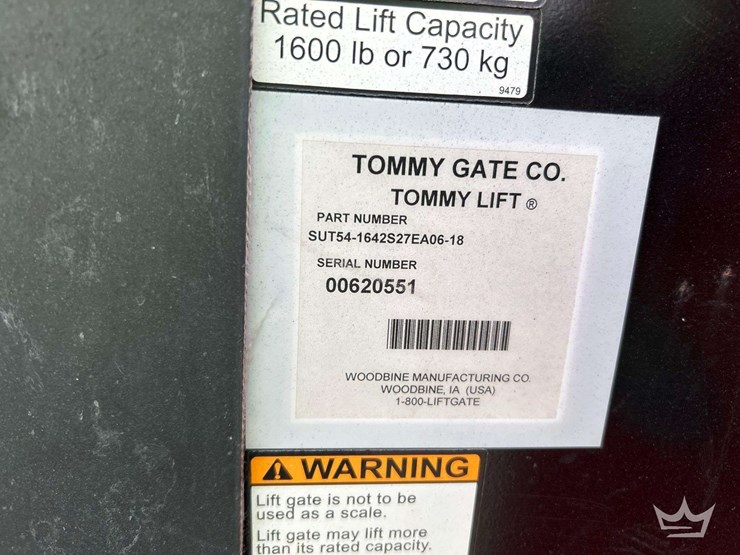 Rated Lift Capacity
1600 lb or 730 kg
9479
TOMMY GATE CO.
TOMMY LIFT ®
PART NUMBER
SUT54-1642S27EA06-18
SERIAL NUMBER
00620551
WOODBINE MANUFACTURING CO.
WOODBINE, IA (USA)
1-800-LIFTGATE
WARNING
Lift gate is not to be
used as a scale.
Lift gate may lift more
than its rated capacity.